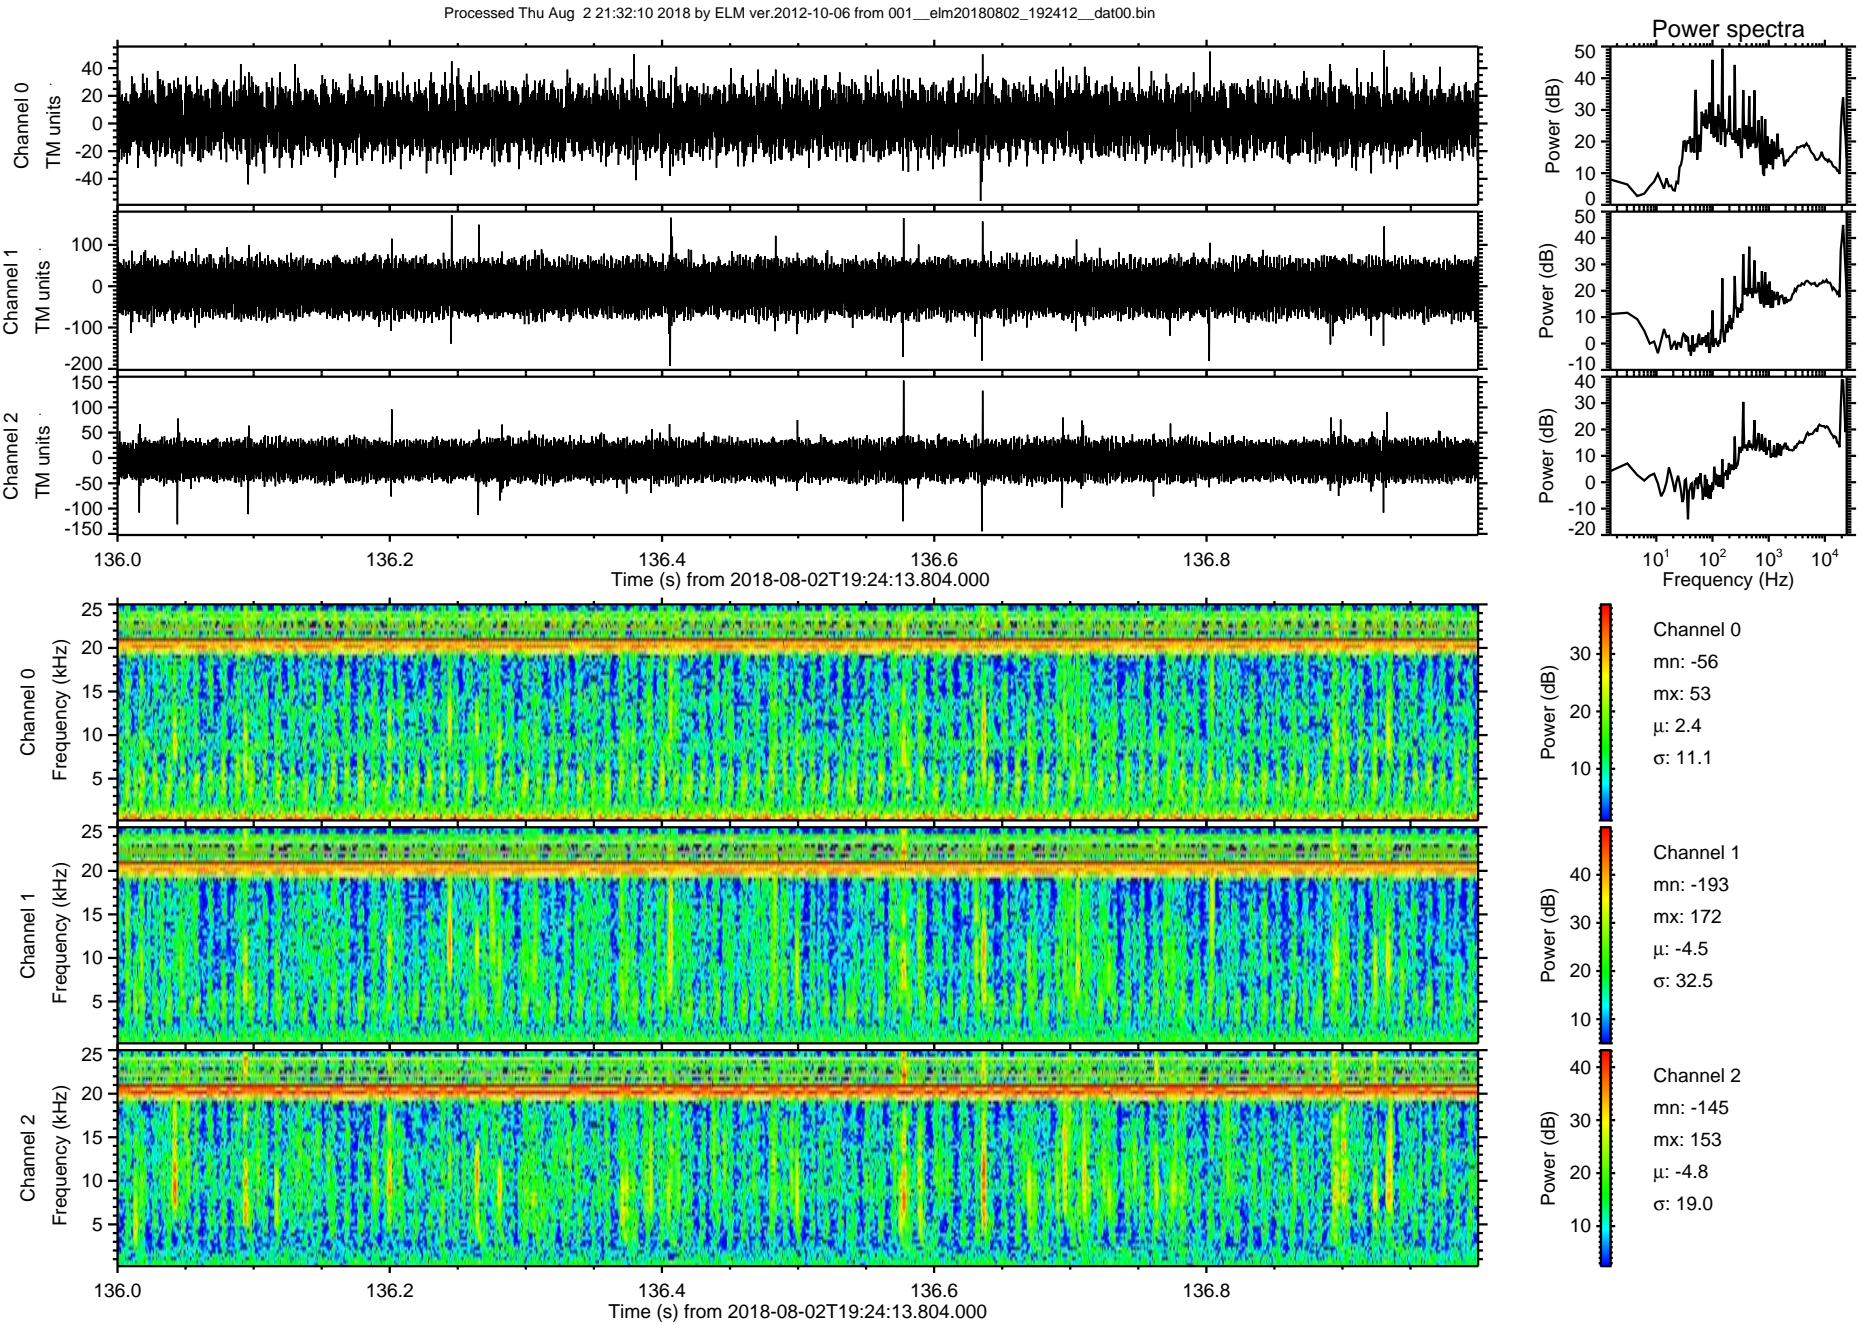 Processed Thu Aug  2 21:32:10 2018 by ELM ver.2012-10-06 from 001__elm20180802_192412__dat00.bin
Power spectra
Channel 0
TM units
40
20
0
-20
-40
Power (dB)
50
40
30
20
10
0
Channel 1
TM units
100
0
-100
-200
Power (dB)
50
40
30
20
10
0
-10
Channel 2
TM units
150
100
50
0
-50
-100
-150
Power (dB)
40
30
20
10
0
-10
-20
136.0 136.2 136.4 136.6 136.8
Time (s) from 2018-08-02T19:24:13.804.000
10¹ 10² 10³ 10⁴
Frequency (Hz)
Channel 0
Frequency (kHz)
25
20
15
10
5
Power (dB)
30
20
10
Channel 0
mn: -56
mx: 53
μ: 2.4
σ: 11.1
Channel 1
Frequency (kHz)
25
20
15
10
5
Power (dB)
40
30
20
10
Channel 1
mn: -193
mx: 172
μ: -4.5
σ: 32.5
Channel 2
Frequency (kHz)
25
20
15
10
5
Power (dB)
40
30
20
10
Channel 2
mn: -145
mx: 153
μ: -4.8
σ: 19.0
136.0 136.2 136.4 136.6 136.8
Time (s) from 2018-08-02T19:24:13.804.000